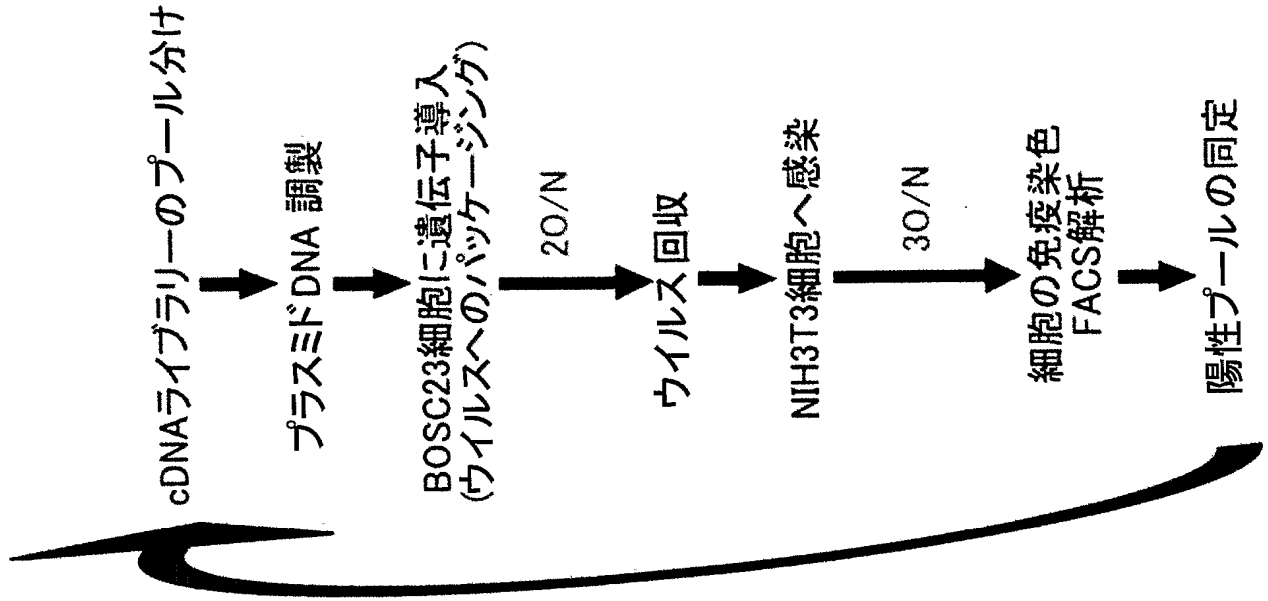 cDNAライブラリーのプール分け
プラスミドDNA 調製
BOSC23細胞に遺伝子導入
(ウイルスへのパッケージング)
2O/N
ウイルス回収
NIH3T3細胞へ感染
3O/N
細胞の免疫染色
FACS解析
陽性プールの同定